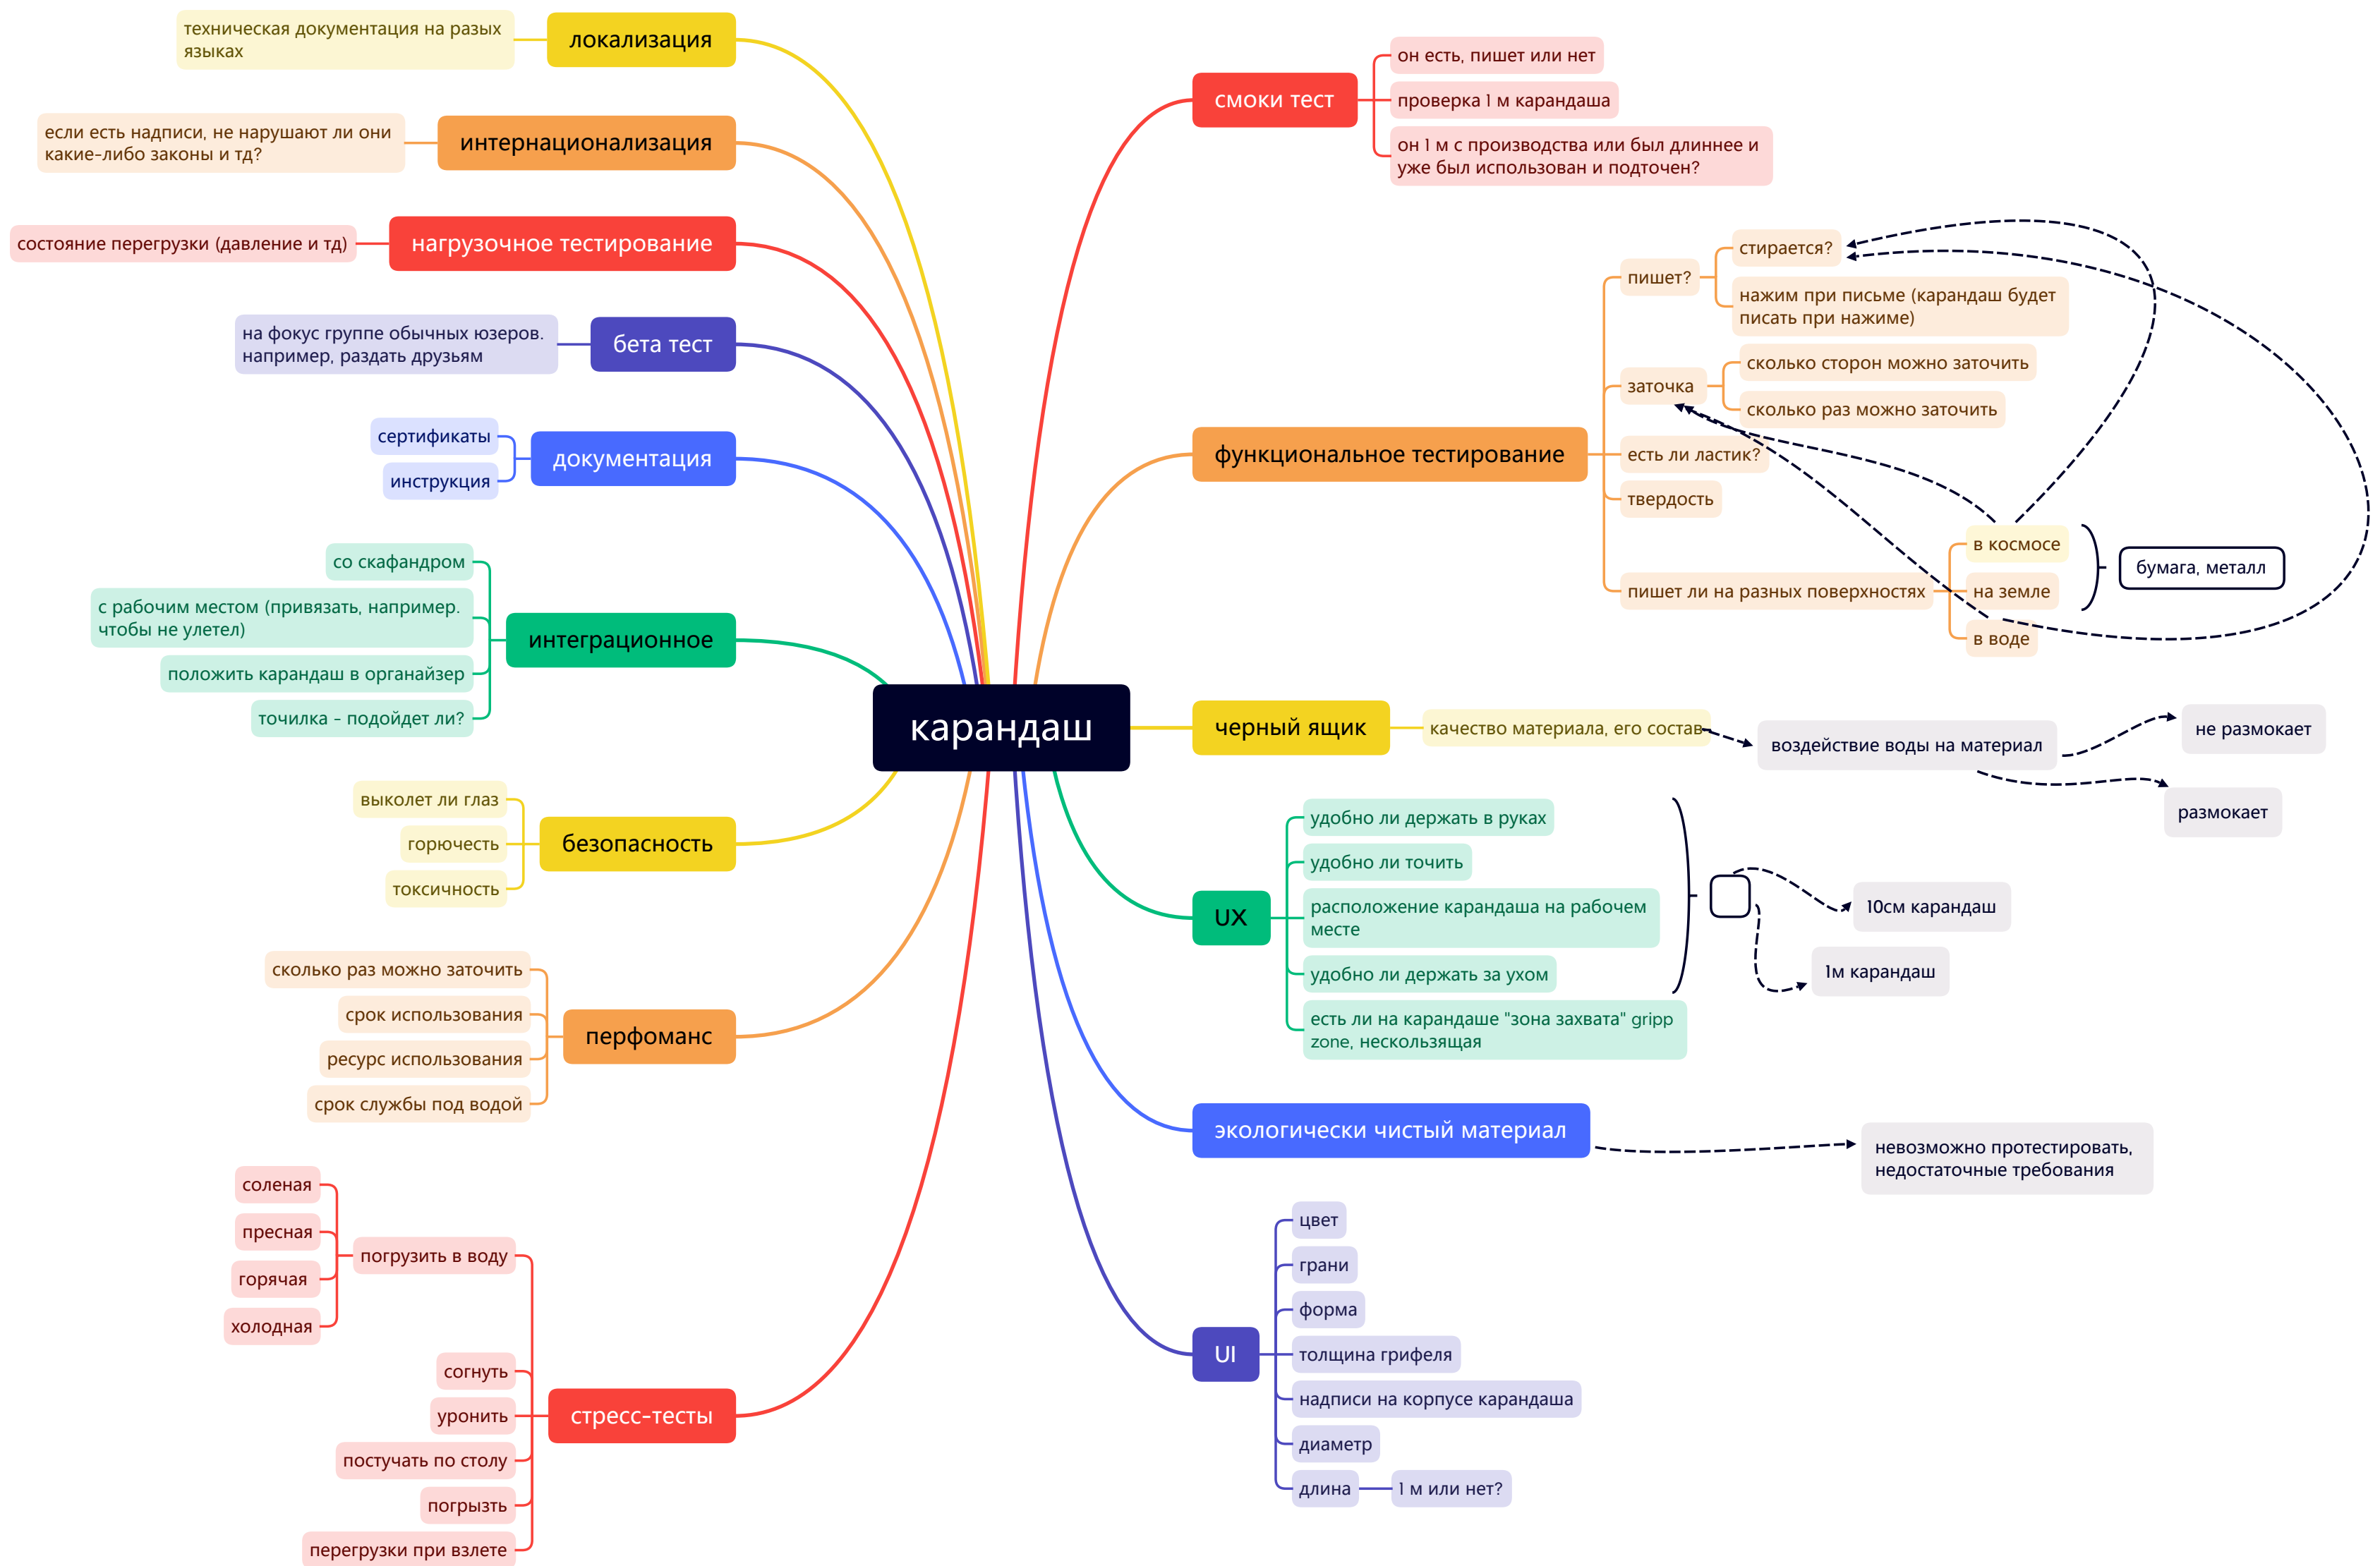 карандаш
смоки тест
он есть, пишет или нет
проверка 1 м карандаша
он 1 м с производства или был длиннее и
уже был использован и подточен?
функциональное тестирование
пишет?
стирается?
нажим при письме (карандаш будет
писать при нажиме)
заточка
сколько сторон можно заточить
сколько раз можно заточить
есть ли ластик?
твердость
пишет ли на разных поверхностях
в космосе
на земле
в воде
бумага, металл
черный ящик
качество материала, его состав
воздействие воды на материал
не размокает
размокает
UX
удобно ли держать в руках
удобно ли точить
расположение карандаша на рабочем
месте
удобно ли держать за ухом
есть ли на карандаше "зона захвата" gripp
zone, нескользящая
10см карандаш
1м карандаш
экологически чистый материал
невозможно протестировать,
недостаточные требования
UI
цвет
грани
форма
толщина грифеля
надписи на корпусе карандаша
диаметр
длина
1 м или нет?
локализация
техническая документация на разых
языках
интернационализация
если есть надписи, не нарушают ли они
какие-либо законы и тд?
нагрузочное тестирование
состояние перегрузки (давление и тд)
бета тест
на фокус группе обычных юзеров.
например, раздать друзьям
документация
сертификаты
инструкция
интеграционное
со скафандром
с рабочим местом (привязать, например.
чтобы не улетел)
положить карандаш в органайзер
точилка - подойдет ли?
безопасность
выколет ли глаз
горючесть
токсичность
перфоманс
сколько раз можно заточить
срок использования
ресурс использования
срок службы под водой
стресс-тесты
погрузить в воду
соленая
пресная
горячая
холодная
согнуть
уронить
постучать по столу
погрызть
перегрузки при взлете